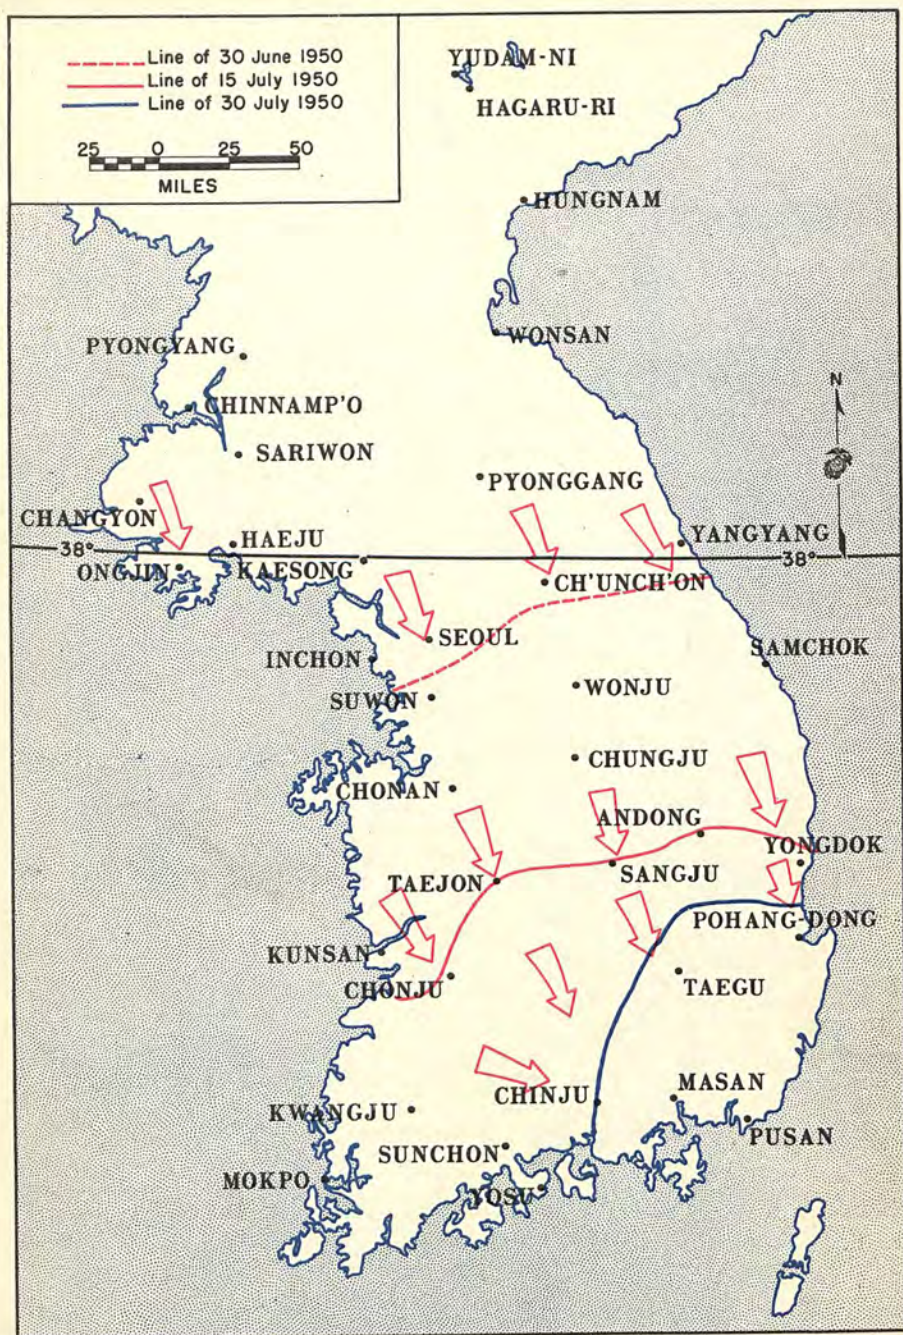 Line of 30 June 1950
Line of 15 July 1950
Line of 30 July 1950
25 0 25 50
MILES
YUDAM-NI
HAGARU-RI
HUNGNAM
WONSAN
PYONGYANG
N
CHINNAMP'O
SARIWON
PYONGGANG
CHANGYON
YANGYANG
HAEJU
38°
38°
ONGJIN
KAESONG
CH'UNCH'ON
SEOUL
INCHON
SAMCHOK
SUWON
WONJU
CHUNGJU
CHONAN
ANDONG
YONGDOK
TAEJON
SANGJU
POHANG-DONG
KUNSAN
CHONJU
TAEGU
CHINJU
MASAN
KWANGJU
PUSAN
SUNCHON
MOKPO
YOSU